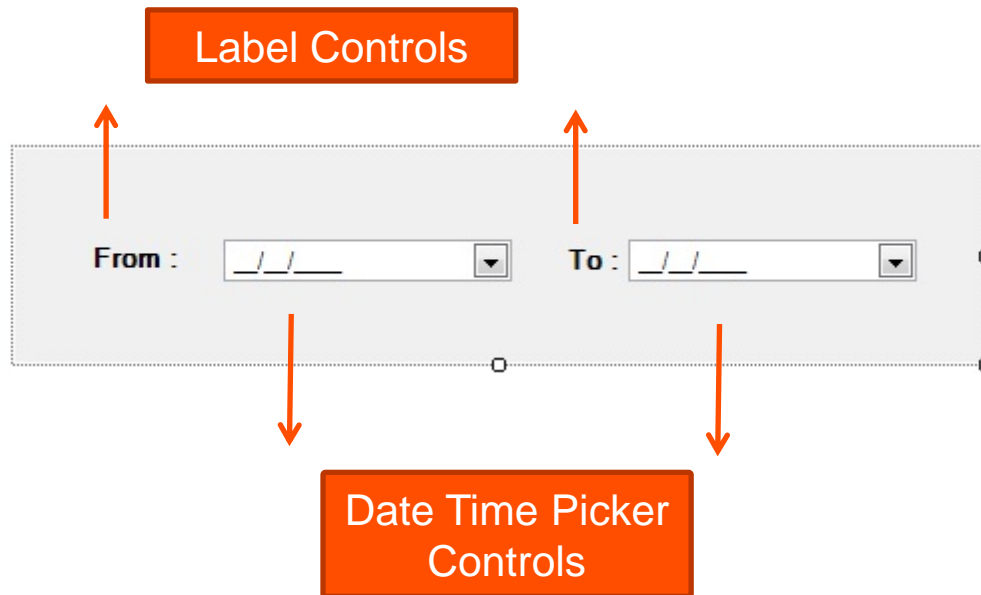 Label Controls
From : __/__/____ To : __/__/____
Date Time Picker
Controls